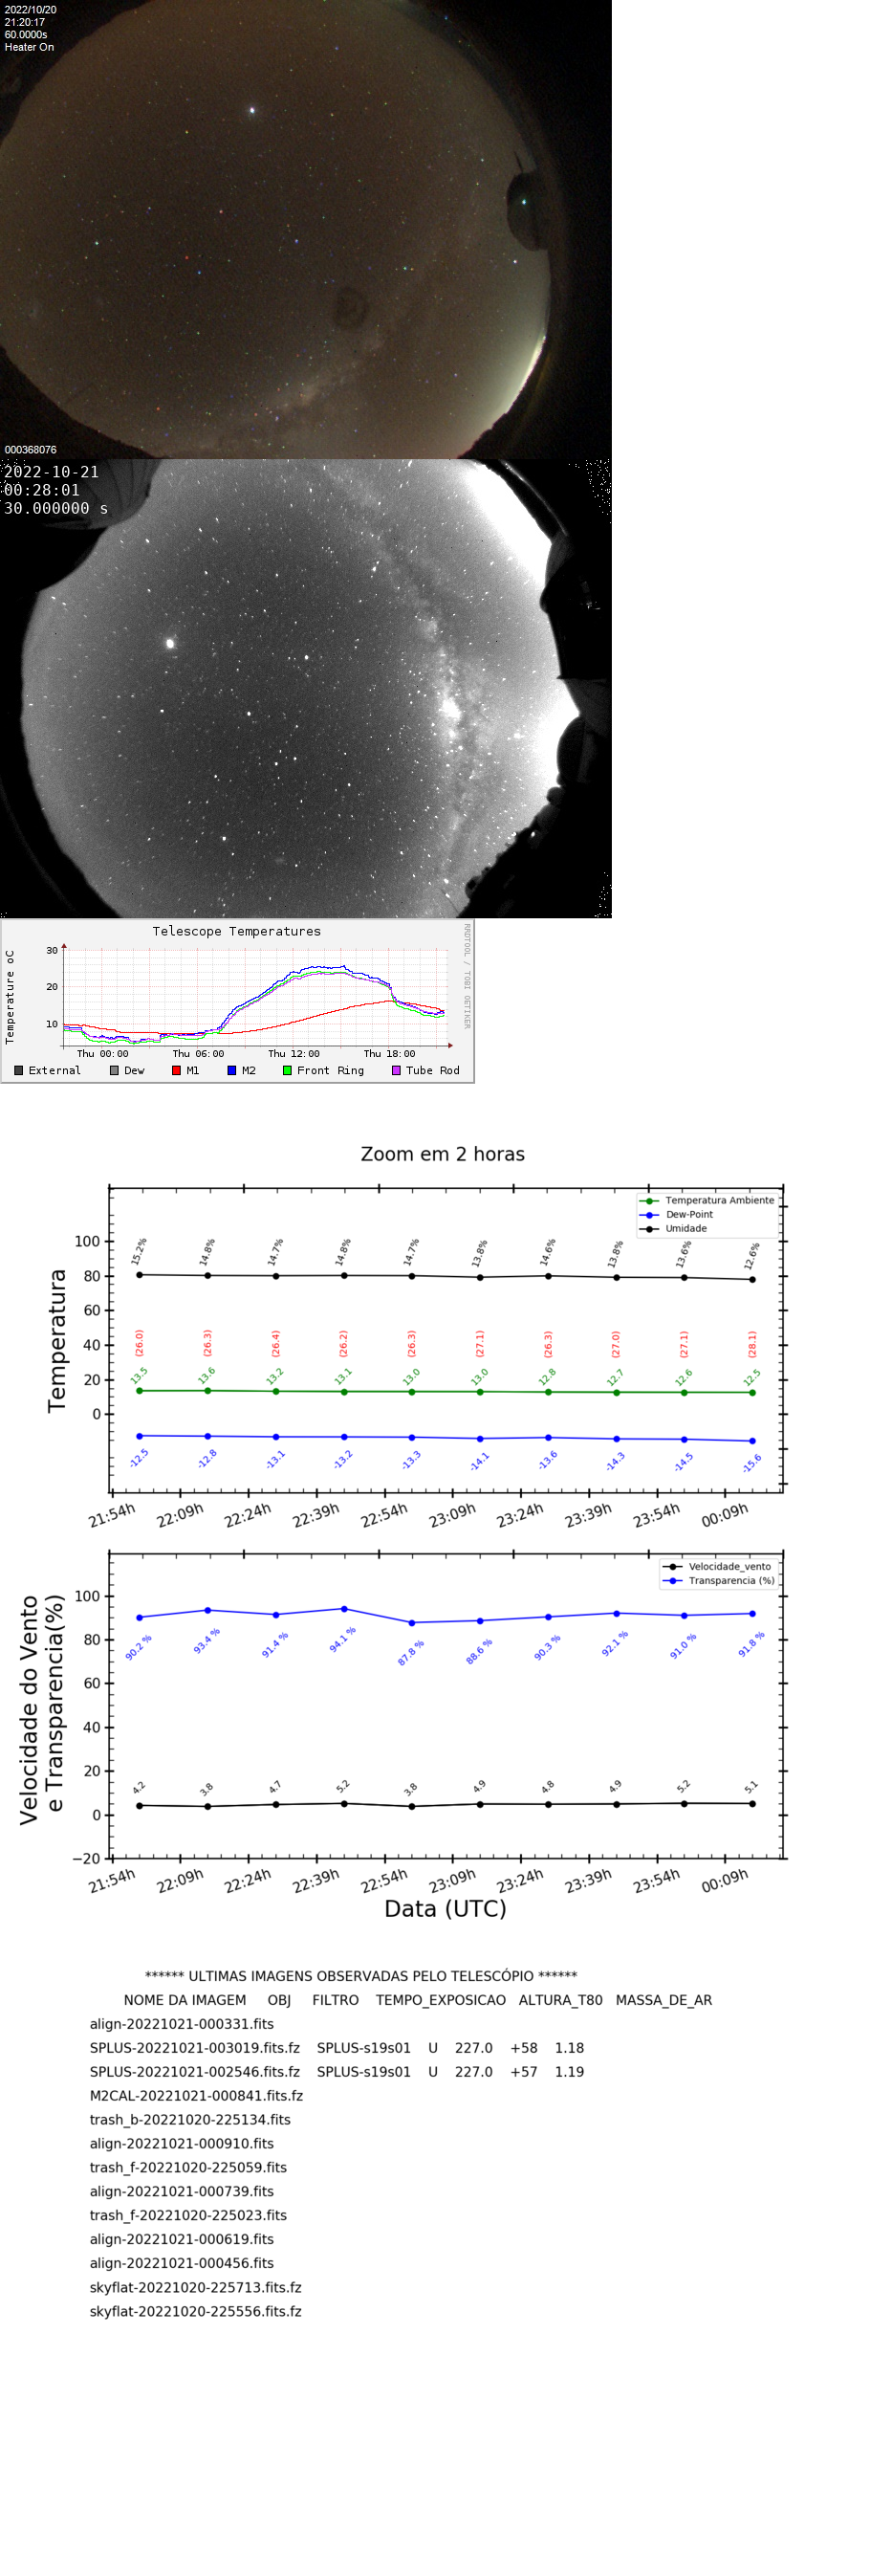 2022/10/20
21:20:17
60.0000s
Heater On
000368076
2022-10-21
00:28:01
30.000000 s
Telescope Temperatures
RRDTOOL / TOBI OETIKER
Temperature oC
30
20
10
Thu 00:00 Thu 06:00 Thu 12:00 Thu 18:00
External Dew M1 M2 Front Ring Tube Rod
Zoom em 2 horas
Temperatura Ambiente
Dew-Point
Umidade
Temperatura
100
80
60
40
20
0
15.2% 14.8% 14.7% 14.8% 14.7% 13.8% 14.6% 13.8% 13.6% 12.6%
(26.0) (26.3) (26.4) (26.2) (26.3) (27.1) (26.3) (27.0) (27.1) (28.1)
13.5 13.6 13.2 13.1 13.0 13.0 12.8 12.7 12.6 12.5
-12.5 -12.8 -13.1 -13.2 -13.3 -14.1 -13.6 -14.3 -14.5 -15.6
21:54h 22:09h 22:24h 22:39h 22:54h 23:09h 23:24h 23:39h 23:54h 00:09h
Velocidade_vento
Transparencia (%)
Velocidade do Vento
e Transparencia(%)
100
80
60
40
20
0
−20
90.2 % 93.4 % 91.4 % 94.1 % 87.8 % 88.6 % 90.3 % 92.1 % 91.0 % 91.8 %
4.2 3.8 4.7 5.2 3.8 4.9 4.8 4.9 5.2 5.1
21:54h 22:09h 22:24h 22:39h 22:54h 23:09h 23:24h 23:39h 23:54h 00:09h
Data (UTC)
****** ULTIMAS IMAGENS OBSERVADAS PELO TELESCÓPIO ******
NOME DA IMAGEM OBJ FILTRO TEMPO_EXPOSICAO ALTURA_T80 MASSA_DE_AR
align-20221021-000331.fits
SPLUS-20221021-003019.fits.fz SPLUS-s19s01 U 227.0 +58 1.18
SPLUS-20221021-002546.fits.fz SPLUS-s19s01 U 227.0 +57 1.19
M2CAL-20221021-000841.fits.fz
trash_b-20221020-225134.fits
align-20221021-000910.fits
trash_f-20221020-225059.fits
align-20221021-000739.fits
trash_f-20221020-225023.fits
align-20221021-000619.fits
align-20221021-000456.fits
skyflat-20221020-225713.fits.fz
skyflat-20221020-225556.fits.fz